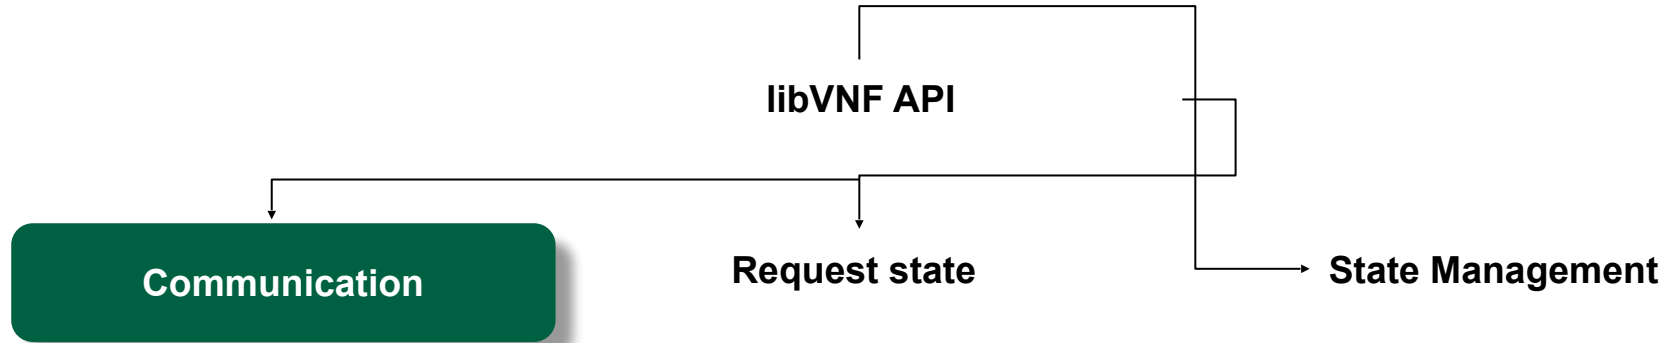 libVNF API
Communication
Request state
State Management